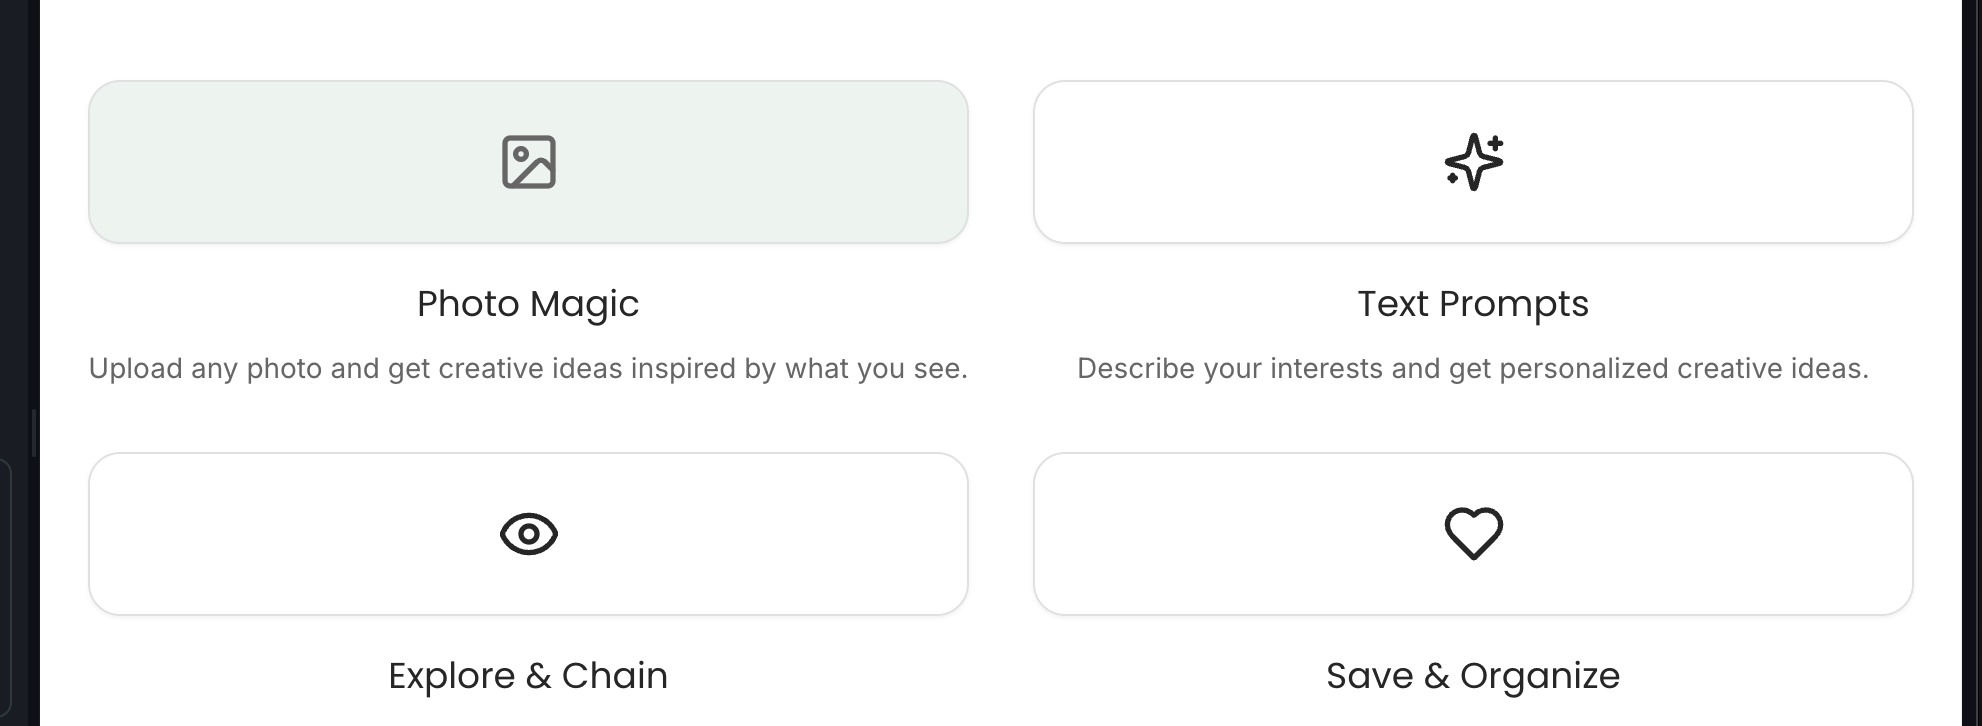 Photo Magic
Text Prompts
Upload any photo and get creative ideas inspired by what you see.
Describe your interests and get personalized creative ideas.
Explore & Chain
Save & Organize